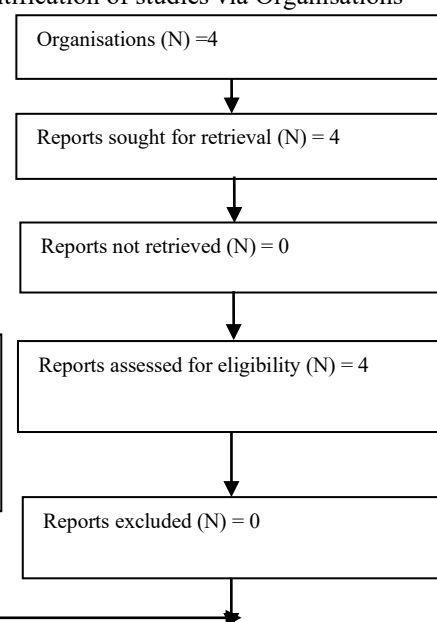 of studies via Organisations
Organisations (N) =4
Reports sought for retrieval (N) = 4
Reports not retrieved (N) = 0
Reports assessed for eligibility (N) = 4
Reports excluded (N) = 0